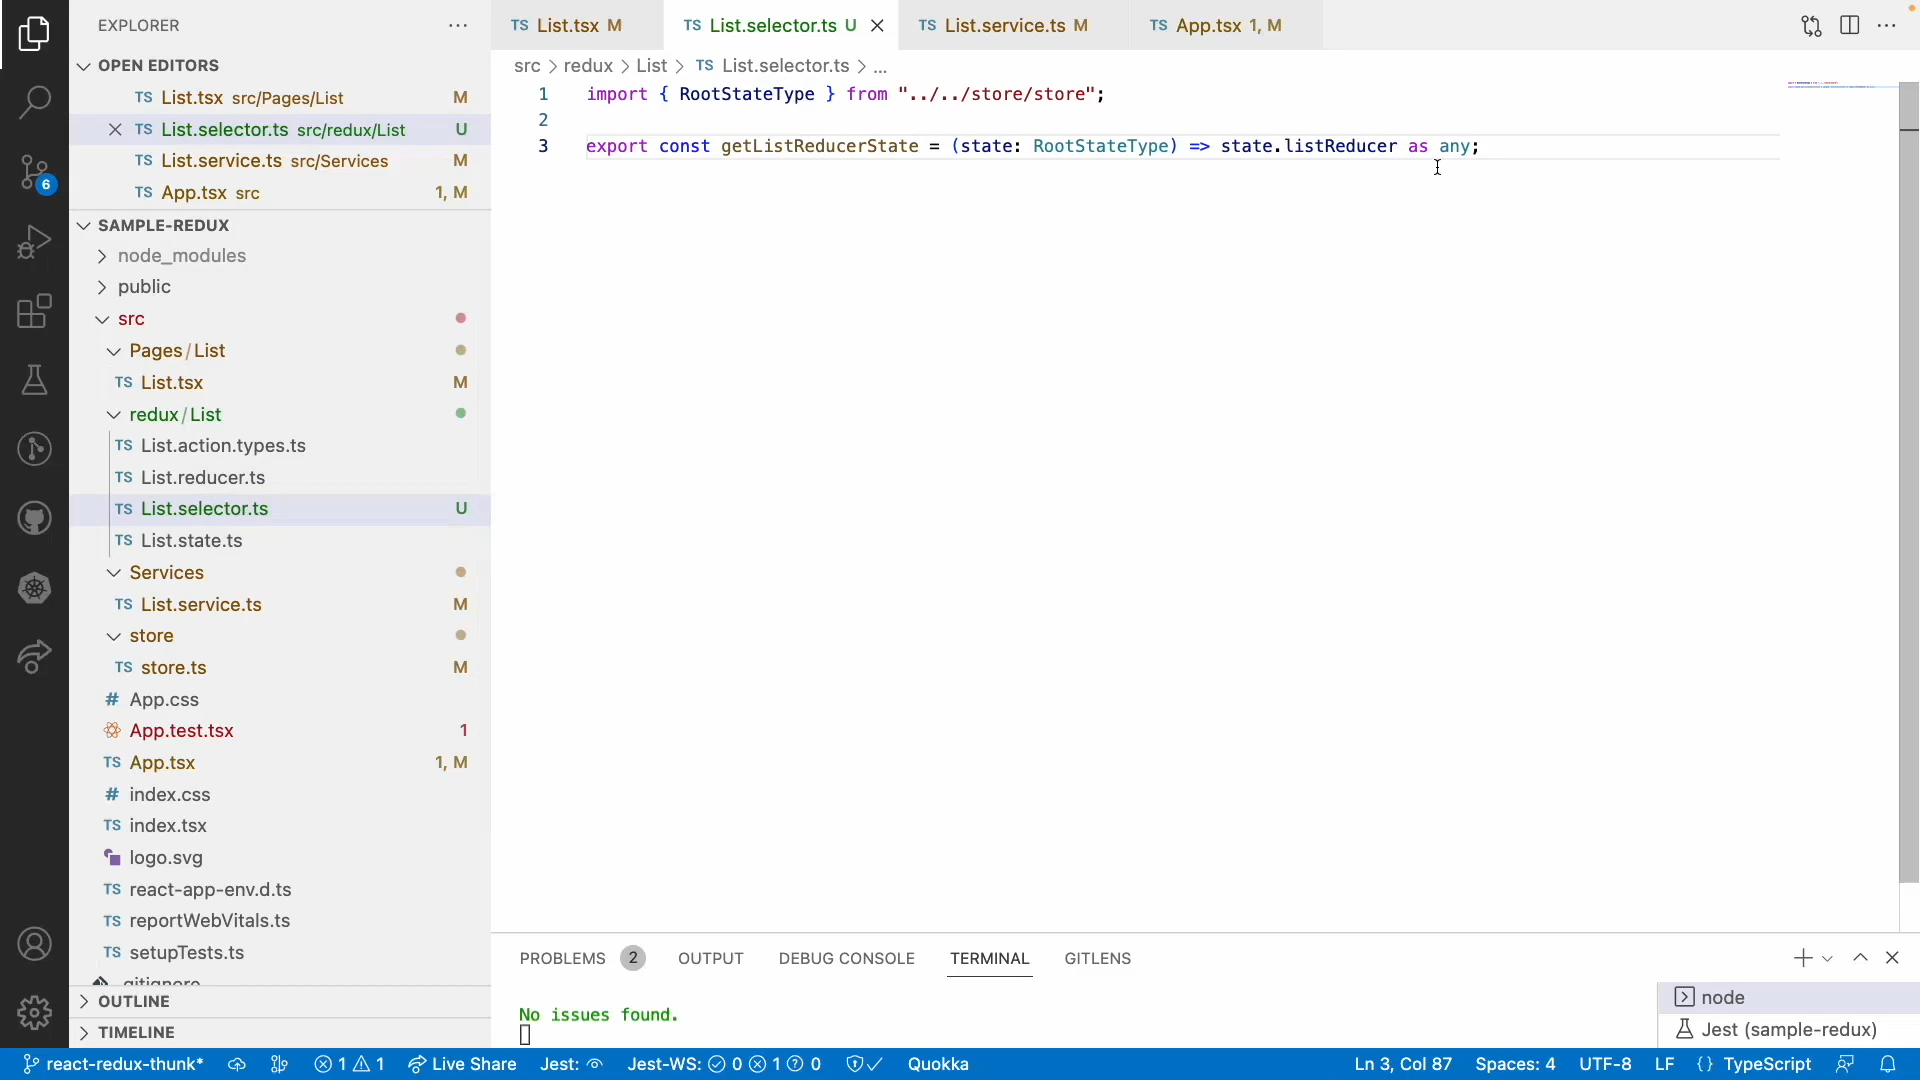 EXPLORER
OPEN EDITORS
TS List.tsx src/Pages/List M
TS List.selector.ts src/redux/List U
TS List.service.ts src/Services M
TS App.tsx src 1, M
SAMPLE-REDUX
node_modules
public
src
Pages / List
TS List.tsx M
redux / List
TS List.action.types.ts
TS List.reducer.ts
TS List.selector.ts U
TS List.state.ts
Services
TS List.service.ts M
store
TS store.ts M
# App.css
App.test.tsx 1
TS App.tsx 1, M
# index.css
TS index.tsx
logo.svg
TS react-app-env.d.ts
TS reportWebVitals.ts
TS setupTests.ts
.gitignore
OUTLINE
TIMELINE
6
TS List.tsx M
TS List.selector.ts U
TS List.service.ts M
TS App.tsx 1, M
src > redux > List > TS List.selector.ts > ...
1 import { RootStateType } from "../../store/store";
2
3 export const getListReducerState = (state: RootStateType) => state.listReducer as any;
PROBLEMS 2 OUTPUT DEBUG CONSOLE TERMINAL GITLENS
No issues found.
node
Jest (sample-redux)
react-redux-thunk* 1 1 Live Share Jest: Jest-WS: 0 1 0 Quokka Ln 3, Col 87 Spaces: 4 UTF-8 LF {} TypeScript